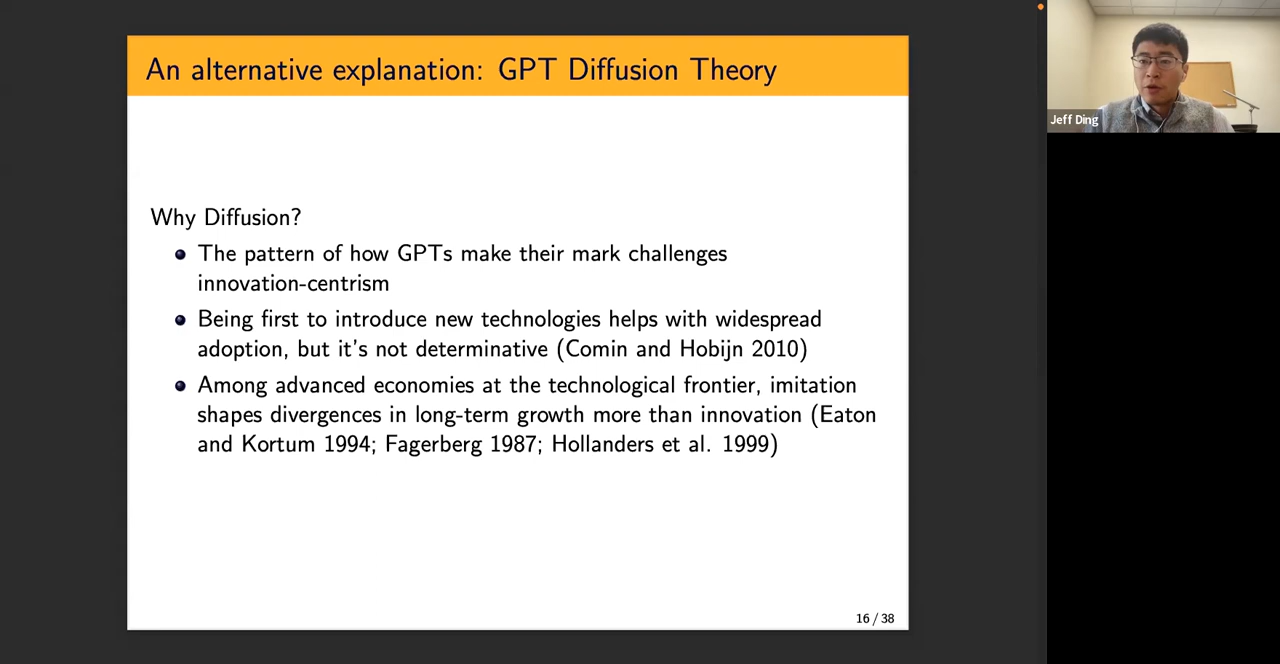 An alternative explanation: GPT Diffusion Theory
Jeff Ding
Why Diffusion?
The pattern of how GPTs make their mark challenges
innovation-centrism
Being first to introduce new technologies helps with widespread
adoption, but it's not determinative (Comin and Hobijn 2010)
Among advanced economies at the technological frontier, imitation
shapes divergences in long-term growth more than innovation (Eaton
and Kortum 1994; Fagerberg 1987; Hollanders et al. 1999)
16 / 38